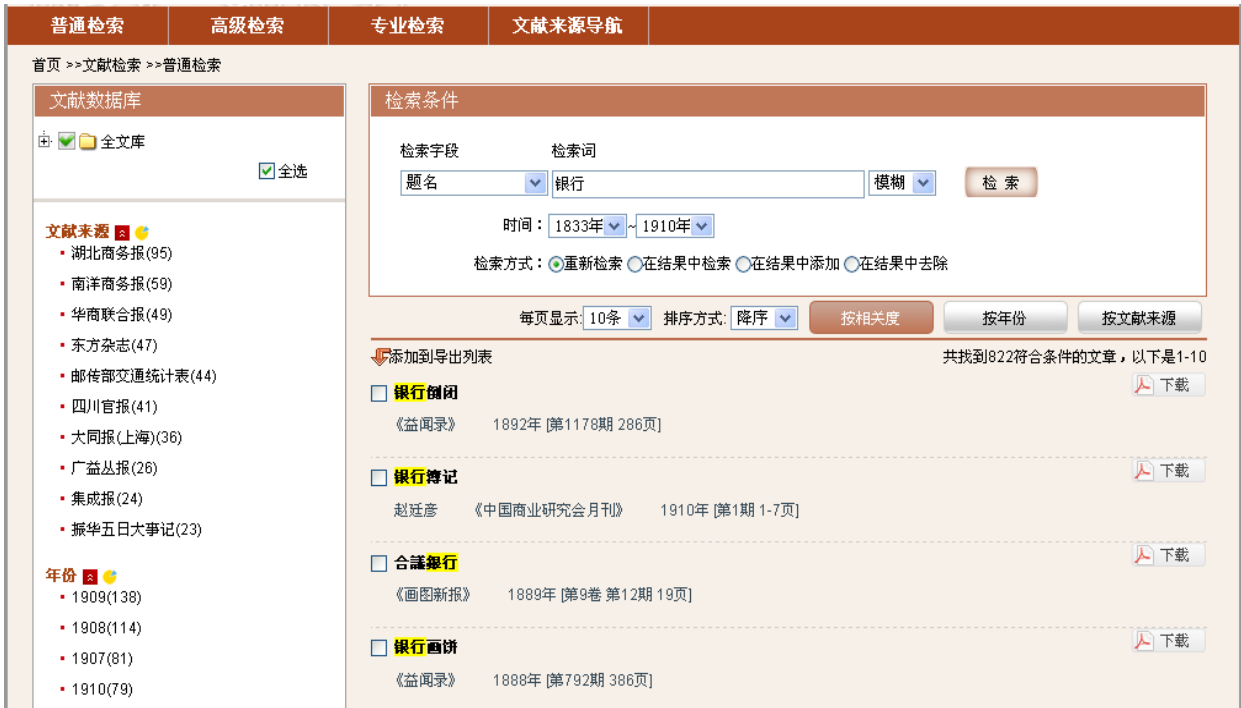 普通检索 高级检索 专业检索 文献来源导航
首页 >>文献检索 >>普通检索
文献数据库
全文库
全选
文献来源
湖北商务报(95)
南洋商务报(59)
华商联合报(49)
东方杂志(47)
邮传部交通统计表(44)
四川官报(41)
大同报(上海)(36)
广益丛报(26)
集成报(24)
振华五日大事记(23)
年份
1909(138)
1908(114)
1907(81)
1910(79)
检索条件
检索字段 检索词
题名 银行 模糊 检 索
时间： 1833年 ~ 1910年
检索方式： 重新检索 在结果中检索 在结果中添加 在结果中去除
每页显示: 10条 排序方式: 降序 按相关度 按年份 按文献来源
添加到导出列表 共找到822符合条件的文章，以下是1-10
银行倒闭 下载
《益闻录》 1892年 [第1178期 286页]
银行簿记 下载
赵廷彦 《中国商业研究会月刊》 1910年 [第1期 1-7页]
合議銀行 下载
《画图新报》 1889年 [第9卷 第12期 19页]
银行画饼 下载
《益闻录》 1888年 [第792期 386页]